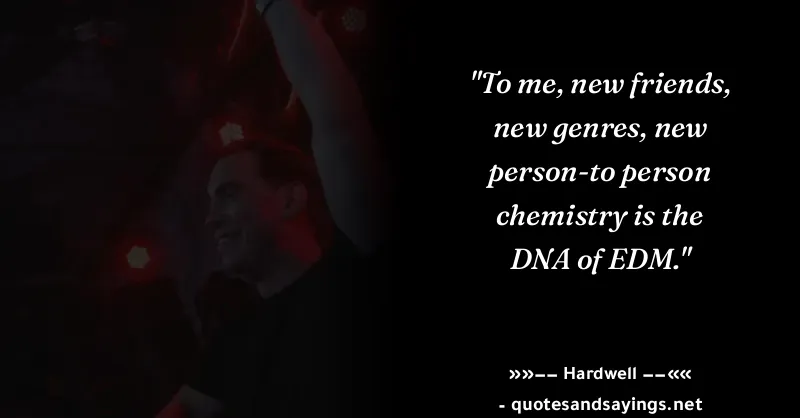 "To me, new friends,
new genres, new
person-to person
chemistry is the
DNA of EDM."
»»−− Hardwell −−««
- quotesandsayings.net